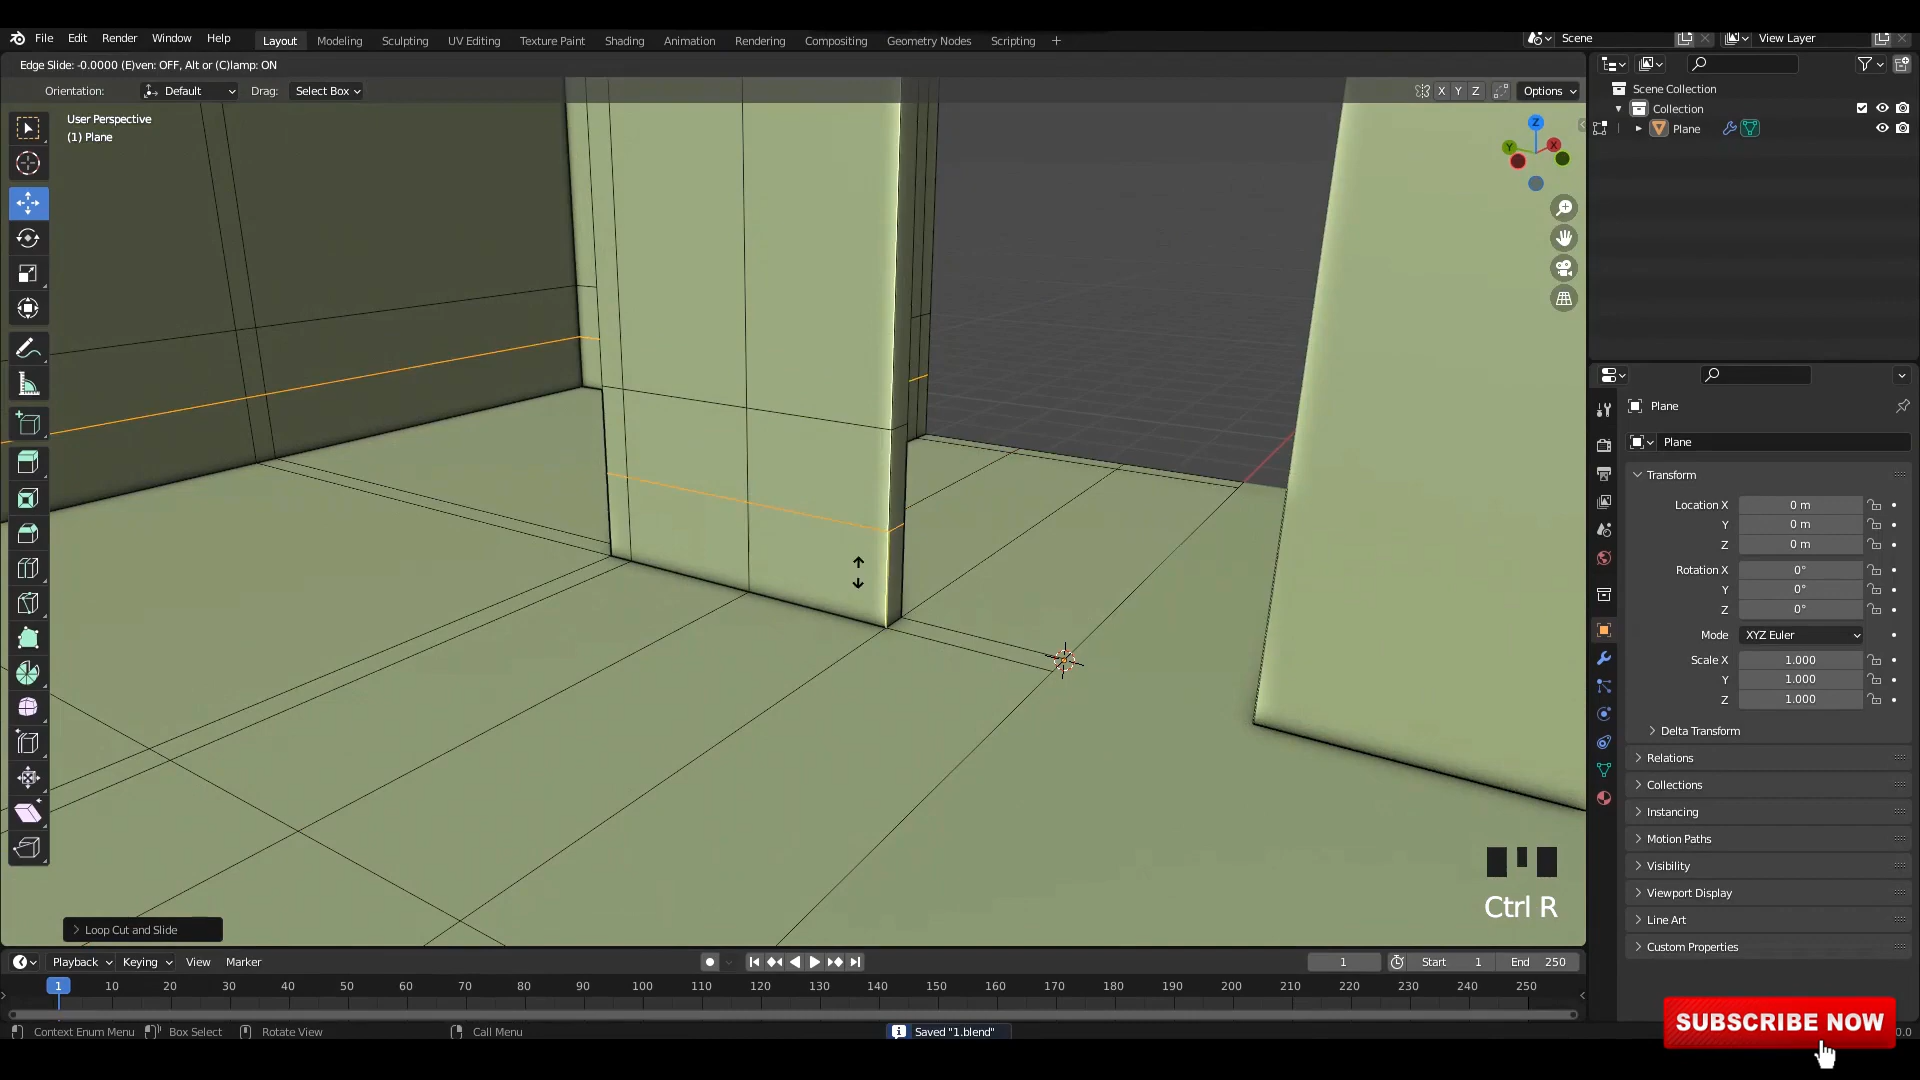 File Edit Render Window Help Layout Modeling Sculpting UV Editing Texture Paint Shading Animation Rendering Compositing Geometry Nodes Scripting + Scene View Layer
Edge Slide: -0.0000 (E)ven: OFF, Alt or (C)lamp: ON
Orientation: Default Drag: Select Box X Y Z Options
User Perspective
(1) Plane
Z
Y X
Scene Collection
Collection
Plane
Plane
Plane
Transform
Location X 0 m
Y 0 m
Z 0 m
Rotation X 0°
Y 0°
Z 0°
Mode XYZ Euler
Scale X 1.000
Y 1.000
Z 1.000
Delta Transform
Relations
Collections
Instancing
Motion Paths
Visibility
Viewport Display
Line Art
Custom Properties
Ctrl R
Loop Cut and Slide
Playback Keying View Marker 1 Start 1 End 250
1 10 20 30 40 50 60 70 80 90 100 110 120 130 140 150 160 170 180 190 200 210 220 230 240 250
Context Enum Menu Box Select Rotate View Call Menu Saved "1.blend"
SUBSCRIBE NOW